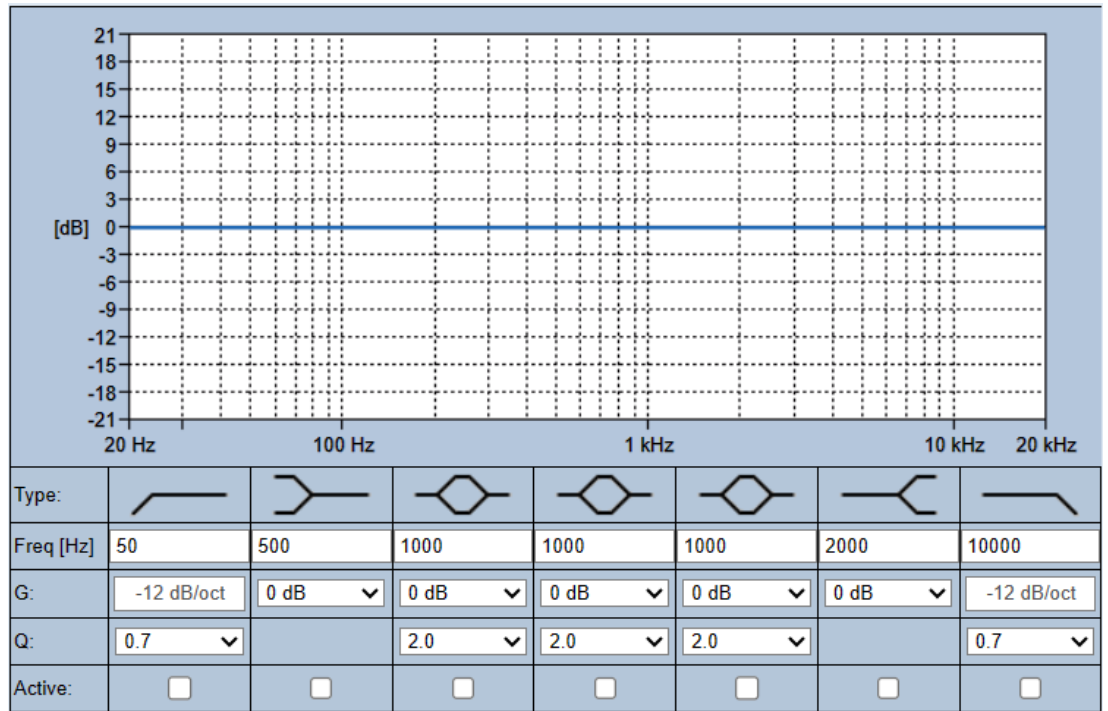 21
18
15
12
9
6
3
[dB] 0
-3
-6
-9
-12
-15
-18
-21
20 Hz 100 Hz 1 kHz 10 kHz 20 kHz
Type:
Freq [Hz] 50 500 1000 1000 1000 2000 10000
G: -12 dB/oct 0 dB 0 dB 0 dB 0 dB 0 dB -12 dB/oct
Q: 0.7 2.0 2.0 2.0 0.7
Active: